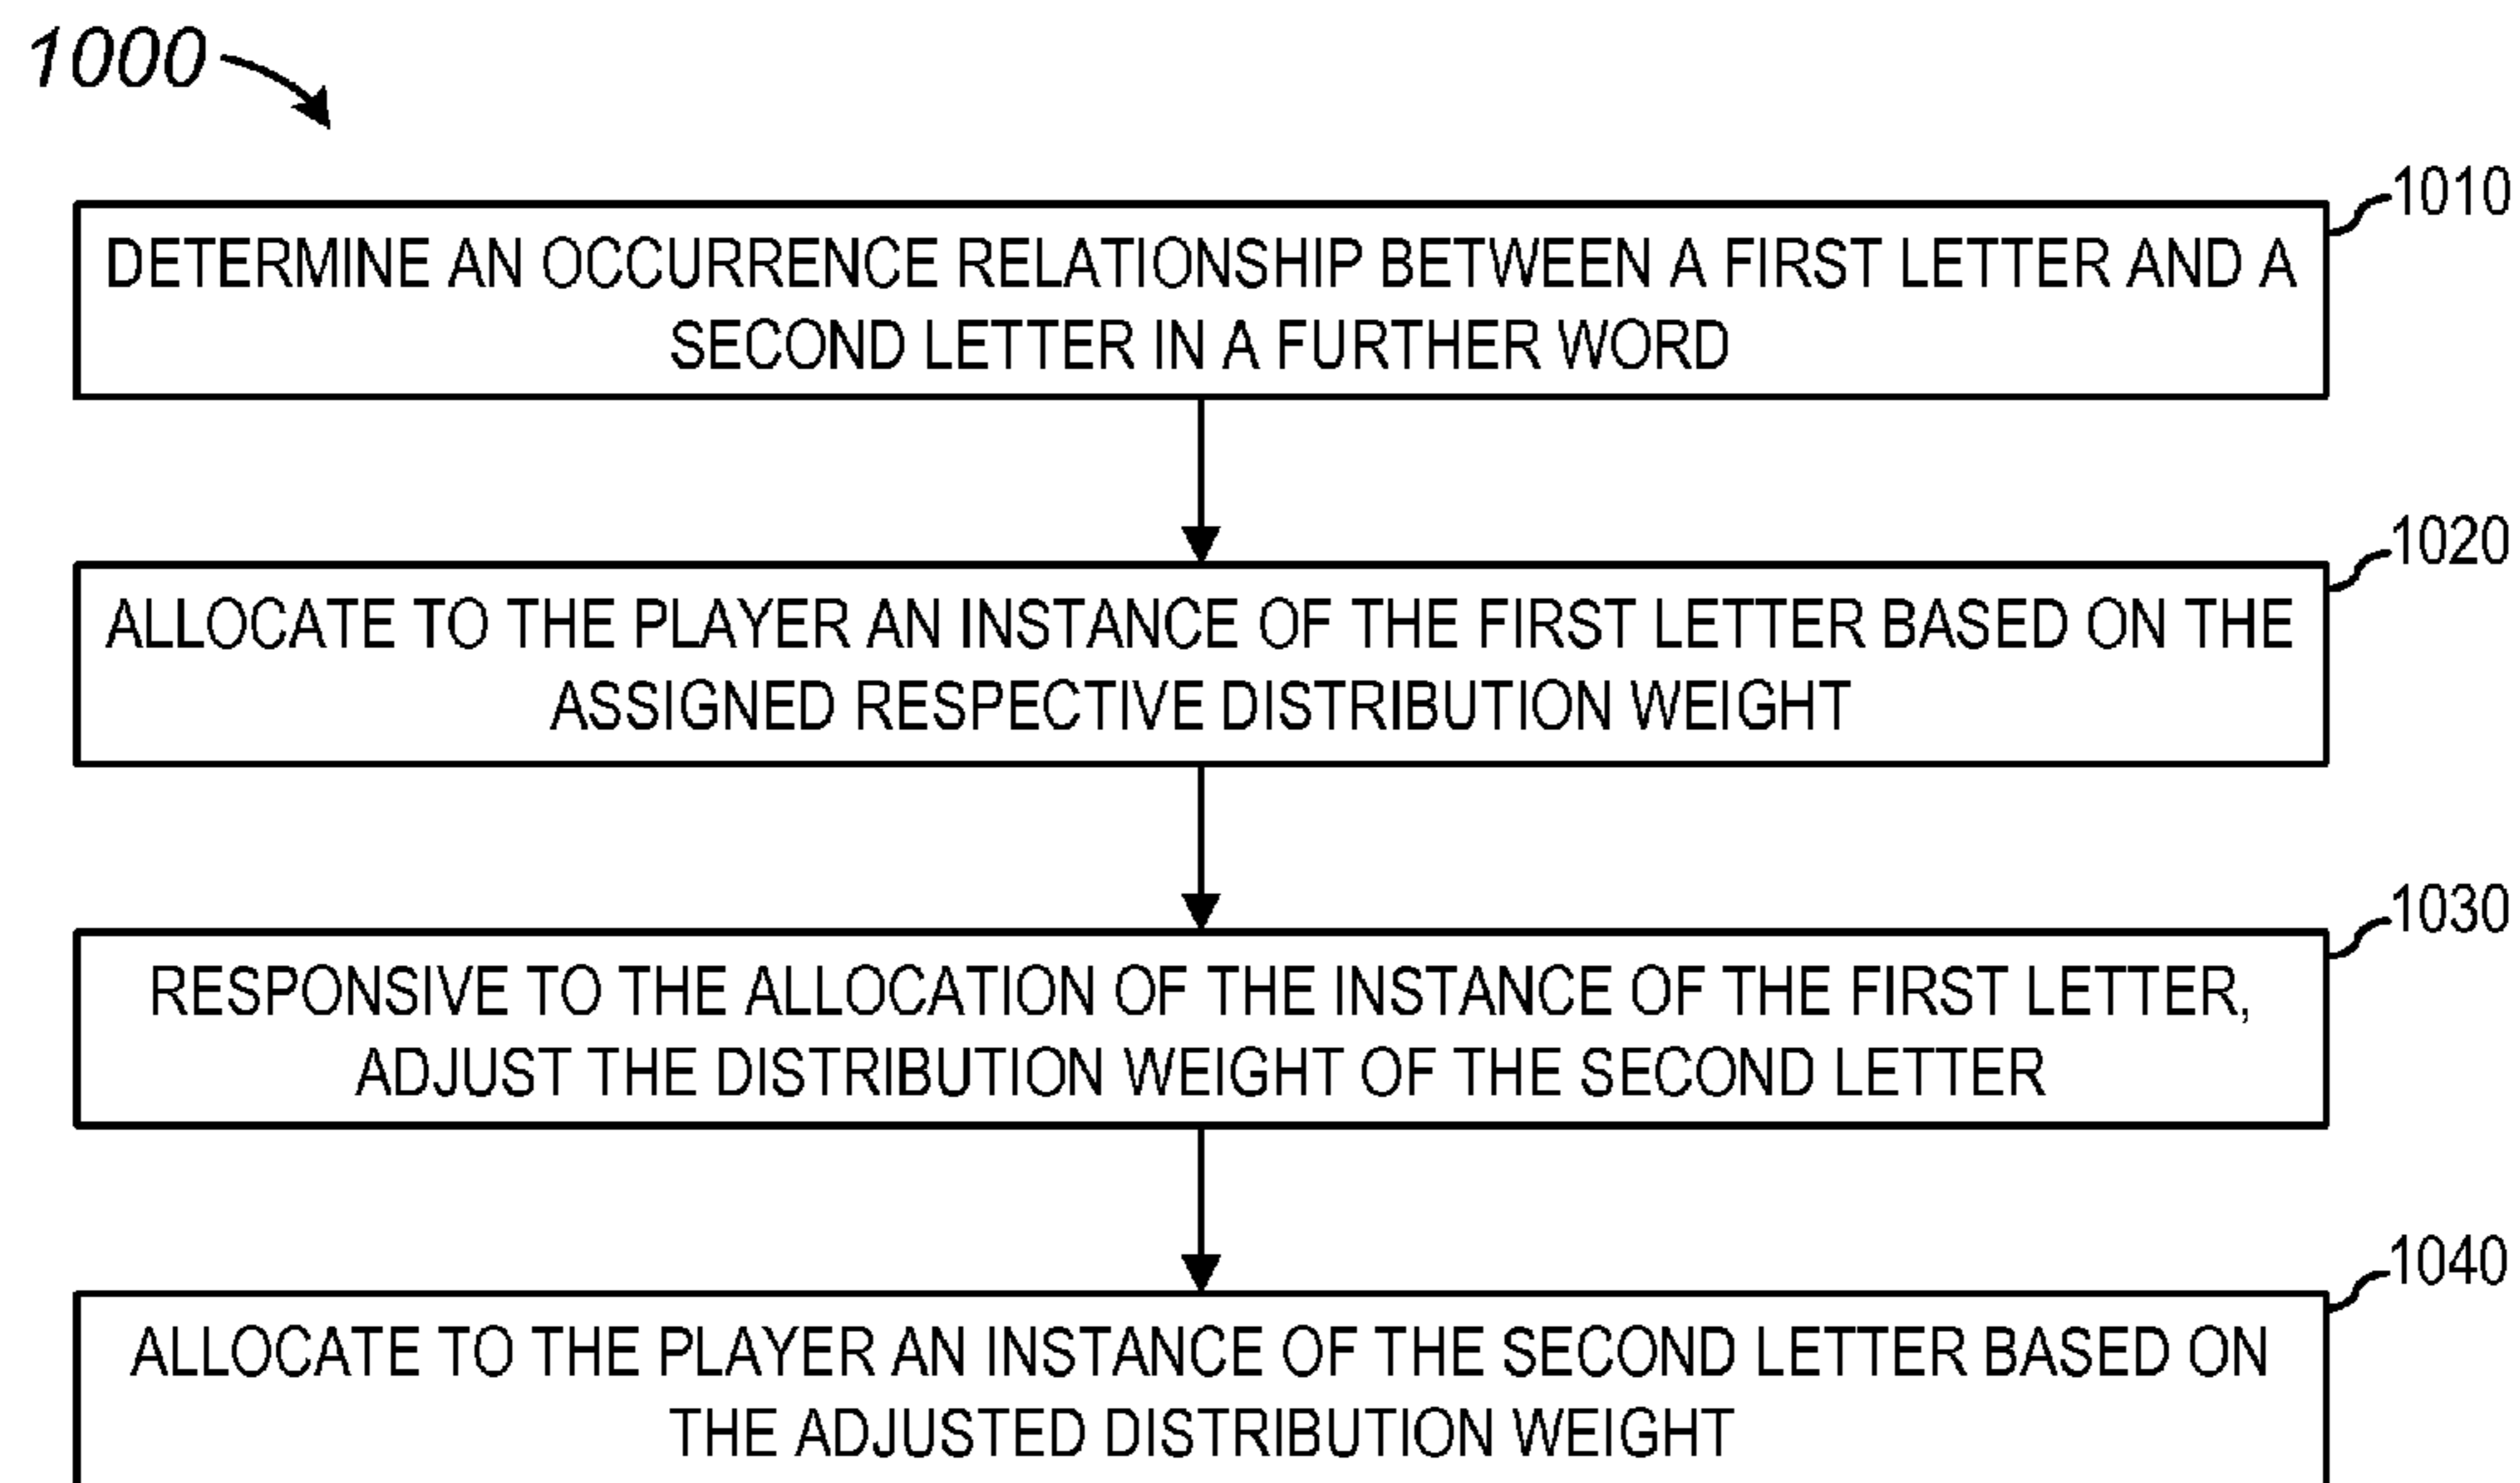 1000
1010
DETERMINE AN OCCURRENCE RELATIONSHIP BETWEEN A FIRST LETTER AND A
SECOND LETTER IN A FURTHER WORD
1020
ALLOCATE TO THE PLAYER AN INSTANCE OF THE FIRST LETTER BASED ON THE
ASSIGNED RESPECTIVE DISTRIBUTION WEIGHT
1030
RESPONSIVE TO THE ALLOCATION OF THE INSTANCE OF THE FIRST LETTER,
ADJUST THE DISTRIBUTION WEIGHT OF THE SECOND LETTER
1040
ALLOCATE TO THE PLAYER AN INSTANCE OF THE SECOND LETTER BASED ON
THE ADJUSTED DISTRIBUTION WEIGHT